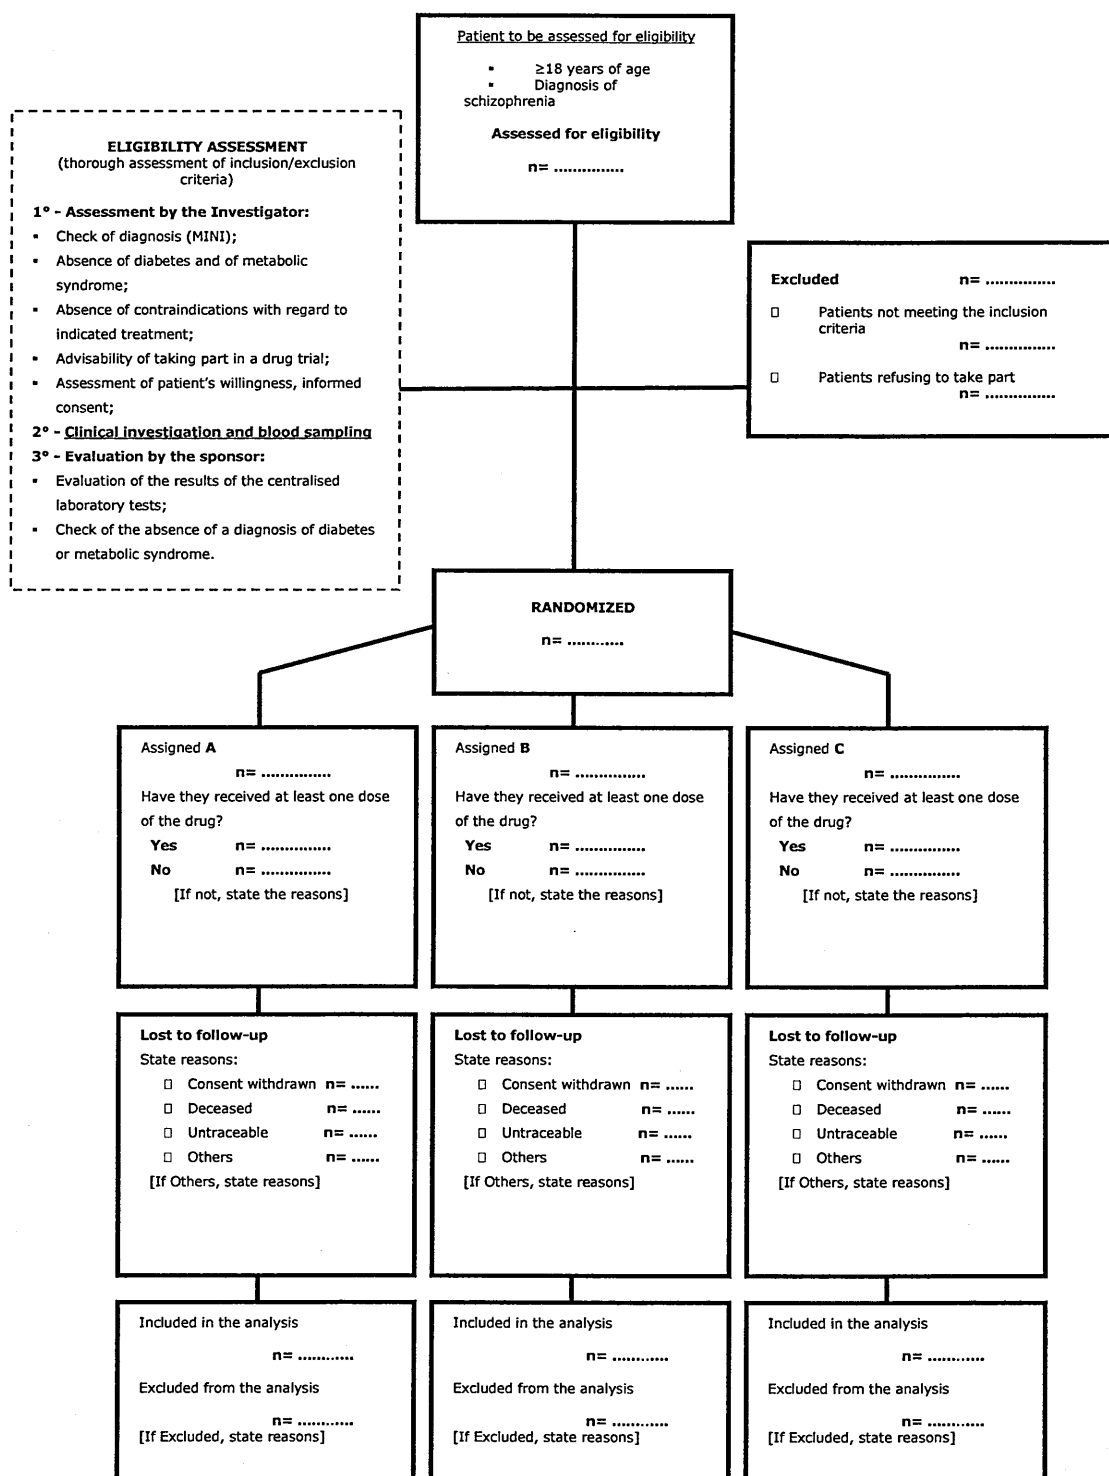 Patient to be assessed for eligibility
▪ ≥18 years of age
▪ Diagnosis of
schizophrenia
Assessed for eligibility
n= ...............
ELIGIBILITY ASSESSMENT
(thorough assessment of inclusion/exclusion
criteria)
1° - Assessment by the Investigator:
▪ Check of diagnosis (MINI);
▪ Absence of diabetes and of metabolic
syndrome;
▪ Absence of contraindications with regard to
indicated treatment;
▪ Advisability of taking part in a drug trial;
▪ Assessment of patient's willingness, informed
consent;
2° - Clinical investigation and blood sampling
3° - Evaluation by the sponsor:
▪ Evaluation of the results of the centralised
laboratory tests;
▪ Check of the absence of a diagnosis of diabetes
or metabolic syndrome.
Excluded n= ...............
▯ Patients not meeting the inclusion
criteria
n= ...............
▯ Patients refusing to take part
n= ...............
RANDOMIZED
n= ............
Assigned A
n= ...............
Have they received at least one dose
of the drug?
Yes n= ...............
No n= ...............
[If not, state the reasons]
Assigned B
n= ...............
Have they received at least one dose
of the drug?
Yes n= ...............
No n= ...............
[If not, state the reasons]
Assigned C
n= ...............
Have they received at least one dose
of the drug?
Yes n= ...............
No n= ...............
[If not, state the reasons]
Lost to follow-up
State reasons:
▯ Consent withdrawn n= ......
▯ Deceased n= ......
▯ Untraceable n= ......
▯ Others n= ......
[If Others, state reasons]
Lost to follow-up
State reasons:
▯ Consent withdrawn n= ......
▯ Deceased n= ......
▯ Untraceable n= ......
▯ Others n= ......
[If Others, state reasons]
Lost to follow-up
State reasons:
▯ Consent withdrawn n= ......
▯ Deceased n= ......
▯ Untraceable n= ......
▯ Others n= ......
[If Others, state reasons]
Included in the analysis
n= ............
Excluded from the analysis
n= ............
[If Excluded, state reasons]
Included in the analysis
n= ............
Excluded from the analysis
n= ............
[If Excluded, state reasons]
Included in the analysis
n= ............
Excluded from the analysis
n= ............
[If Excluded, state reasons]